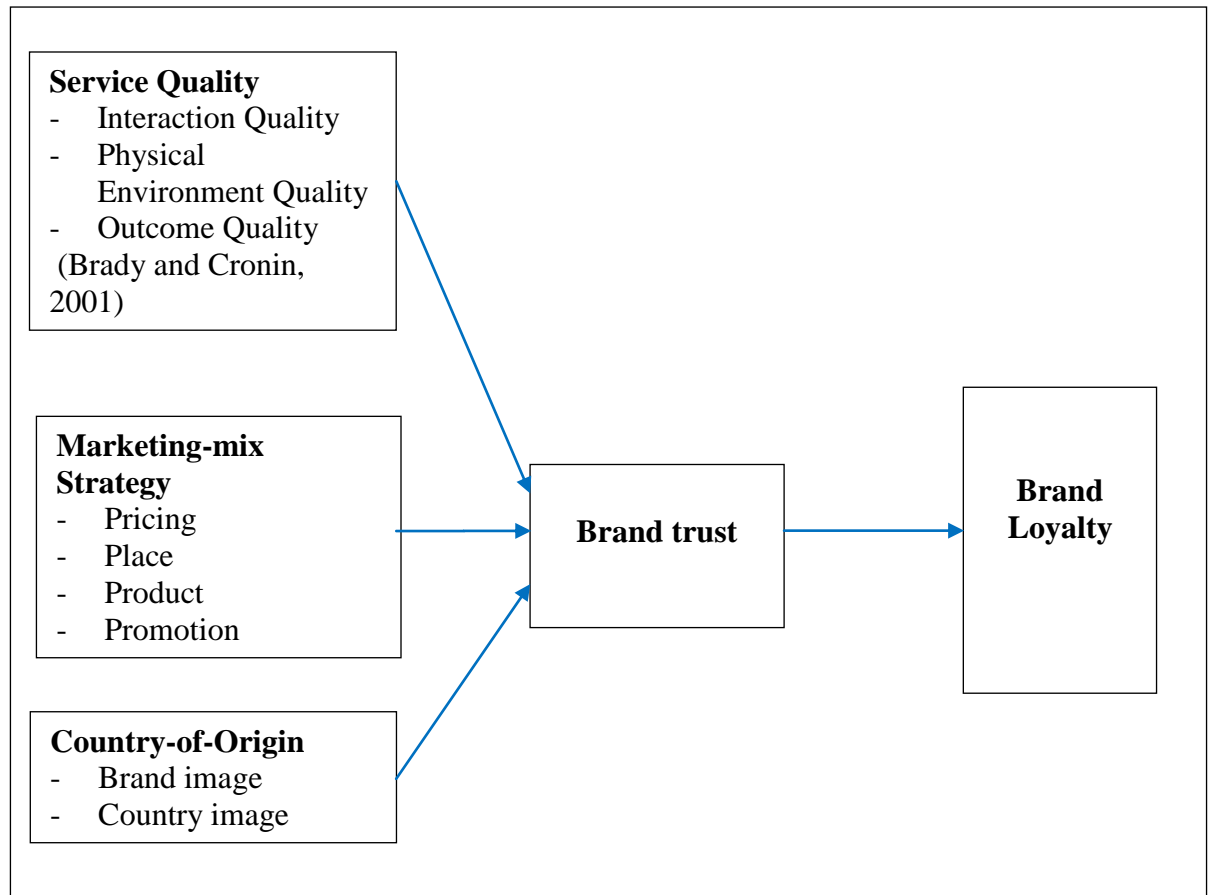 Service Quality
- Interaction Quality
- Physical
Environment Quality
- Outcome Quality
(Brady and Cronin,
2001)
Marketing-mix
Strategy
- Pricing
- Place
- Product
- Promotion
Brand trust
Brand
Loyalty
Country-of-Origin
- Brand image
- Country image